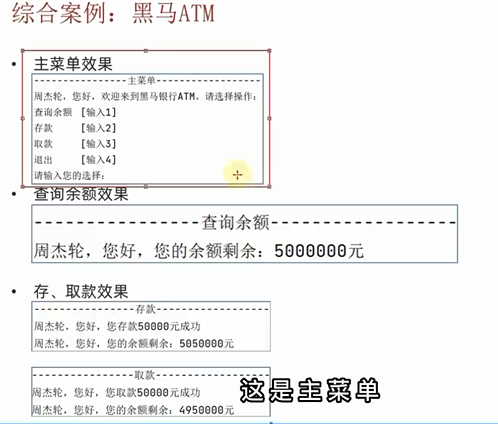 综合案例：黑马ATM
• 主菜单效果
--------------------主菜单--------------------
周杰轮，您好，欢迎来到黑马银行ATM。请选择操作：
查询余额 [输入1]
存款 [输入2]
取款 [输入3]
退出 [输入4]
请输入您的选择：
• 查询余额效果
--------------------查询余额--------------------
周杰轮，您好，您的余额剩余：5000000元
• 存、取款效果
--------------------存款--------------------
周杰轮，您好，您存款50000元成功
周杰轮，您好，您的余额剩余：5050000元
--------------------取款--------------------
周杰轮，您好，您取款50000元成功
周杰轮，您好，您的余额剩余：4950000元
这是主菜单